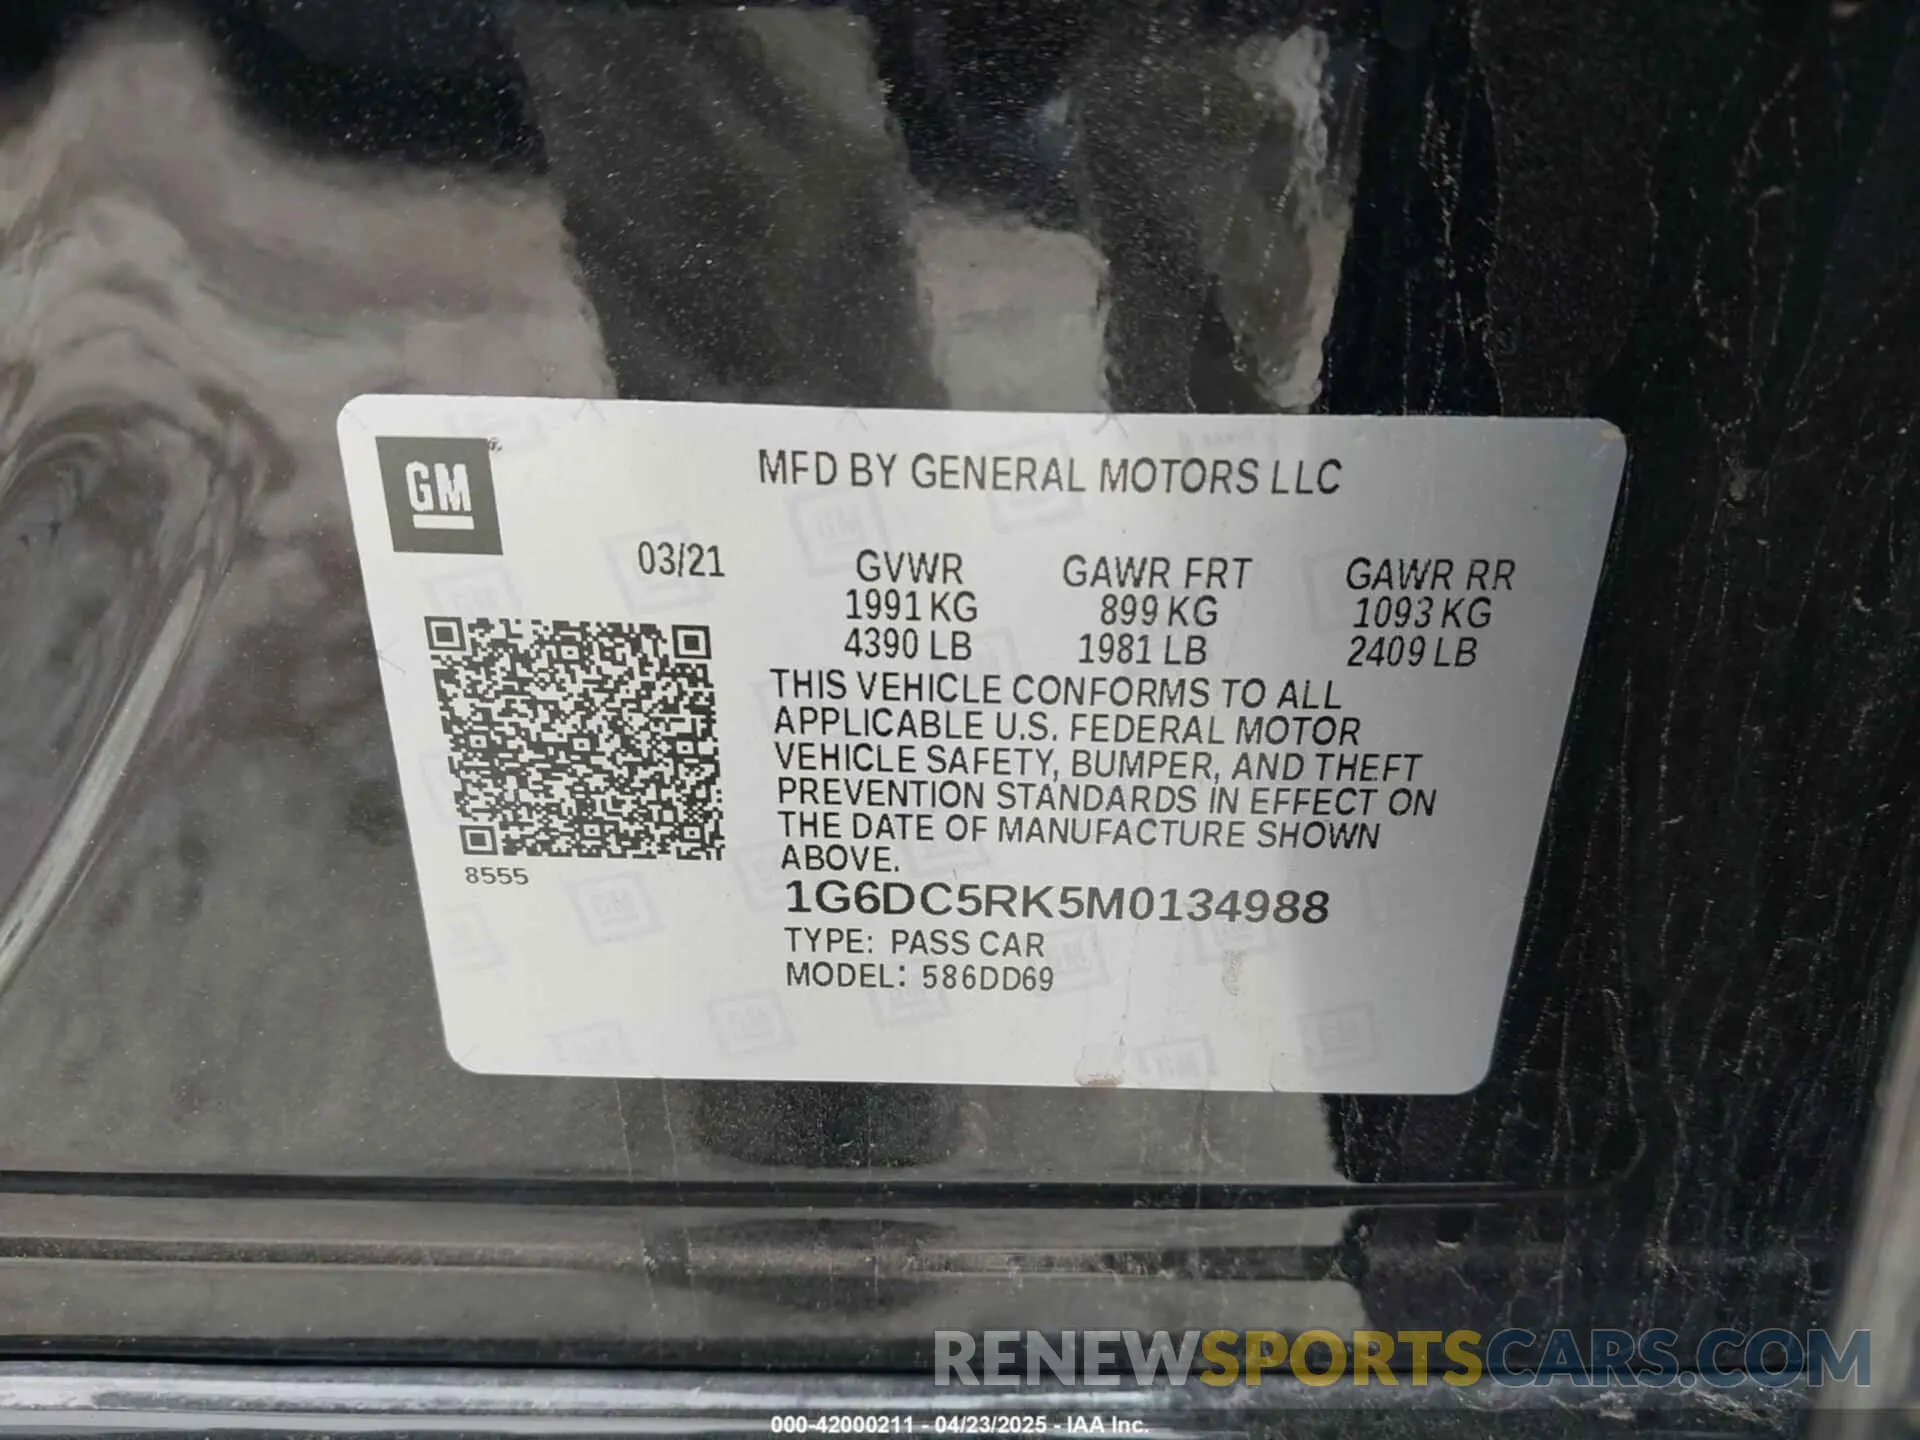 GM ®
MFD BY GENERAL MOTORS LLC
03/21
GVWR GAWR FRT GAWR RR
1991 KG 899 KG 1093 KG
4390 LB 1981 LB 2409 LB
THIS VEHICLE CONFORMS TO ALL
APPLICABLE U.S. FEDERAL MOTOR
VEHICLE SAFETY, BUMPER, AND THEFT
PREVENTION STANDARDS IN EFFECT ON
THE DATE OF MANUFACTURE SHOWN
ABOVE.
8555
1G6DC5RK5M0134988
TYPE: PASS CAR
MODEL: 586DD69
RENEWSPORTSCARS.COM
000-42000211 - 04/23/2025 - IAA Inc.